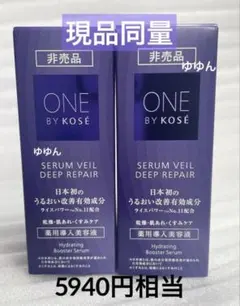 現品同量
非売品
非売品
ゆゆん
ONE
BY KOSÉ
ONE
BY KOSÉ
ゆゆん
SERUM VEIL
DEEP REPAIR
SERUM VEIL
DEEP REPAIR
日本初の
うるおい改善有効成分
ライスパワー®No.11配合
日本初の
うるおい改善有効成分
ライスパワー®No.11配合
乾燥・肌あれくすみケア
乾燥・肌あれくすみケア
薬用導入美容液
薬用導入美容液
Hydrating
Booster Serum
Hydrating
Booster Serum
5940円相当